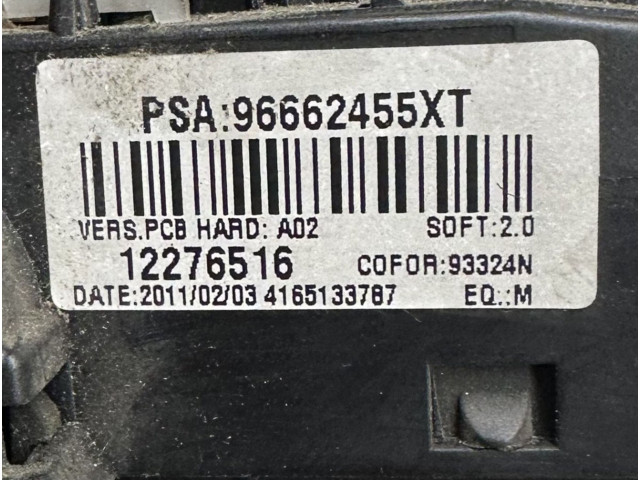 PSA:96662455XT
VERS.PCB HARD: A02 SOFT:2.0
12276516 COFOR:93324N
DATE:2011/02/03 4165133787 EQ.:M